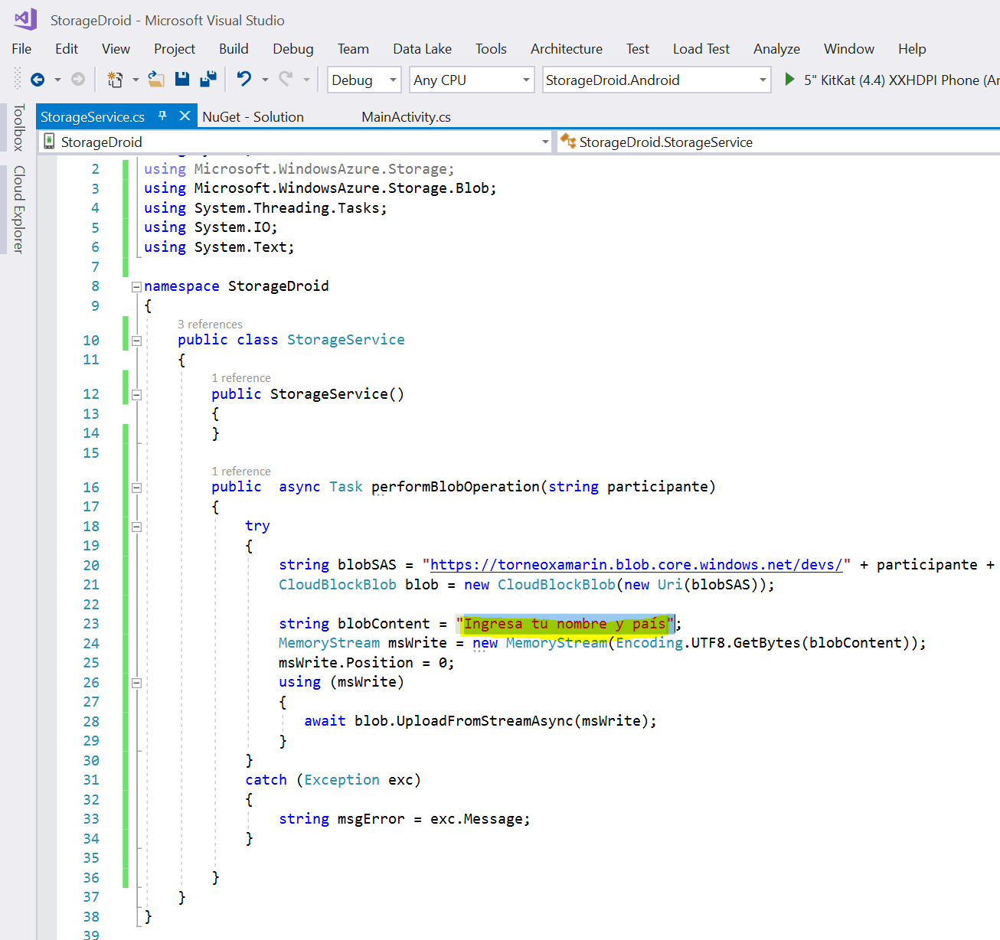 StorageDroid - Microsoft Visual Studio
File Edit View Project Build Debug Team Data Lake Tools Architecture Test Load Test Analyze Window Help
Debug Any CPU StorageDroid.Android 5" KitKat (4.4) XXHDPI Phone (An
Toolbox
Cloud Explorer
StorageService.cs NuGet - Solution MainActivity.cs
StorageDroid StorageDroid.StorageService
2 using Microsoft.WindowsAzure.Storage;
3 using Microsoft.WindowsAzure.Storage.Blob;
4 using System.Threading.Tasks;
5 using System.IO;
6 using System.Text;
7
8 namespace StorageDroid
9 {
3 references
10 public class StorageService
11 {
1 reference
12 public StorageService()
13 {
14 }
15
1 reference
16 public  async Task performBlobOperation(string participante)
17 {
18 try
19 {
20 string blobSAS = "https://torneoxamarin.blob.core.windows.net/devs/" + participante +
21 CloudBlockBlob blob = new CloudBlockBlob(new Uri(blobSAS));
22
23 string blobContent = "Ingresa tu nombre y país";
24 MemoryStream msWrite = new MemoryStream(Encoding.UTF8.GetBytes(blobContent));
25 msWrite.Position = 0;
26 using (msWrite)
27 {
28 await blob.UploadFromStreamAsync(msWrite);
29 }
30 }
31 catch (Exception exc)
32 {
33 string msgError = exc.Message;
34 }
35
36 }
37 }
38 }
39